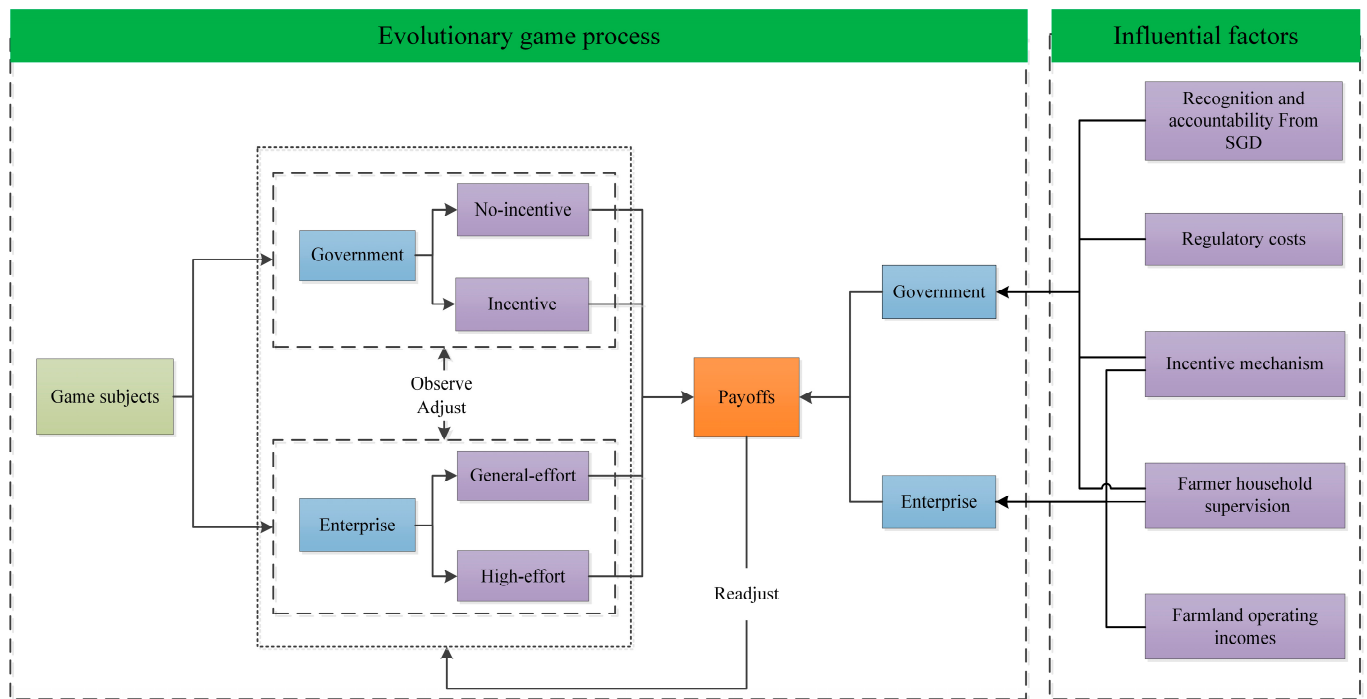 Evolutionary game process
Influential factors
Game subjects
Government
No-incentive
Incentive
Observe
Adjust
Enterprise
General-effort
High-effort
Payoffs
Readjust
Government
Enterprise
Recognition and
accountability From
SGD
Regulatory costs
Incentive mechanism
Farmer household
supervision
Farmland operating
incomes